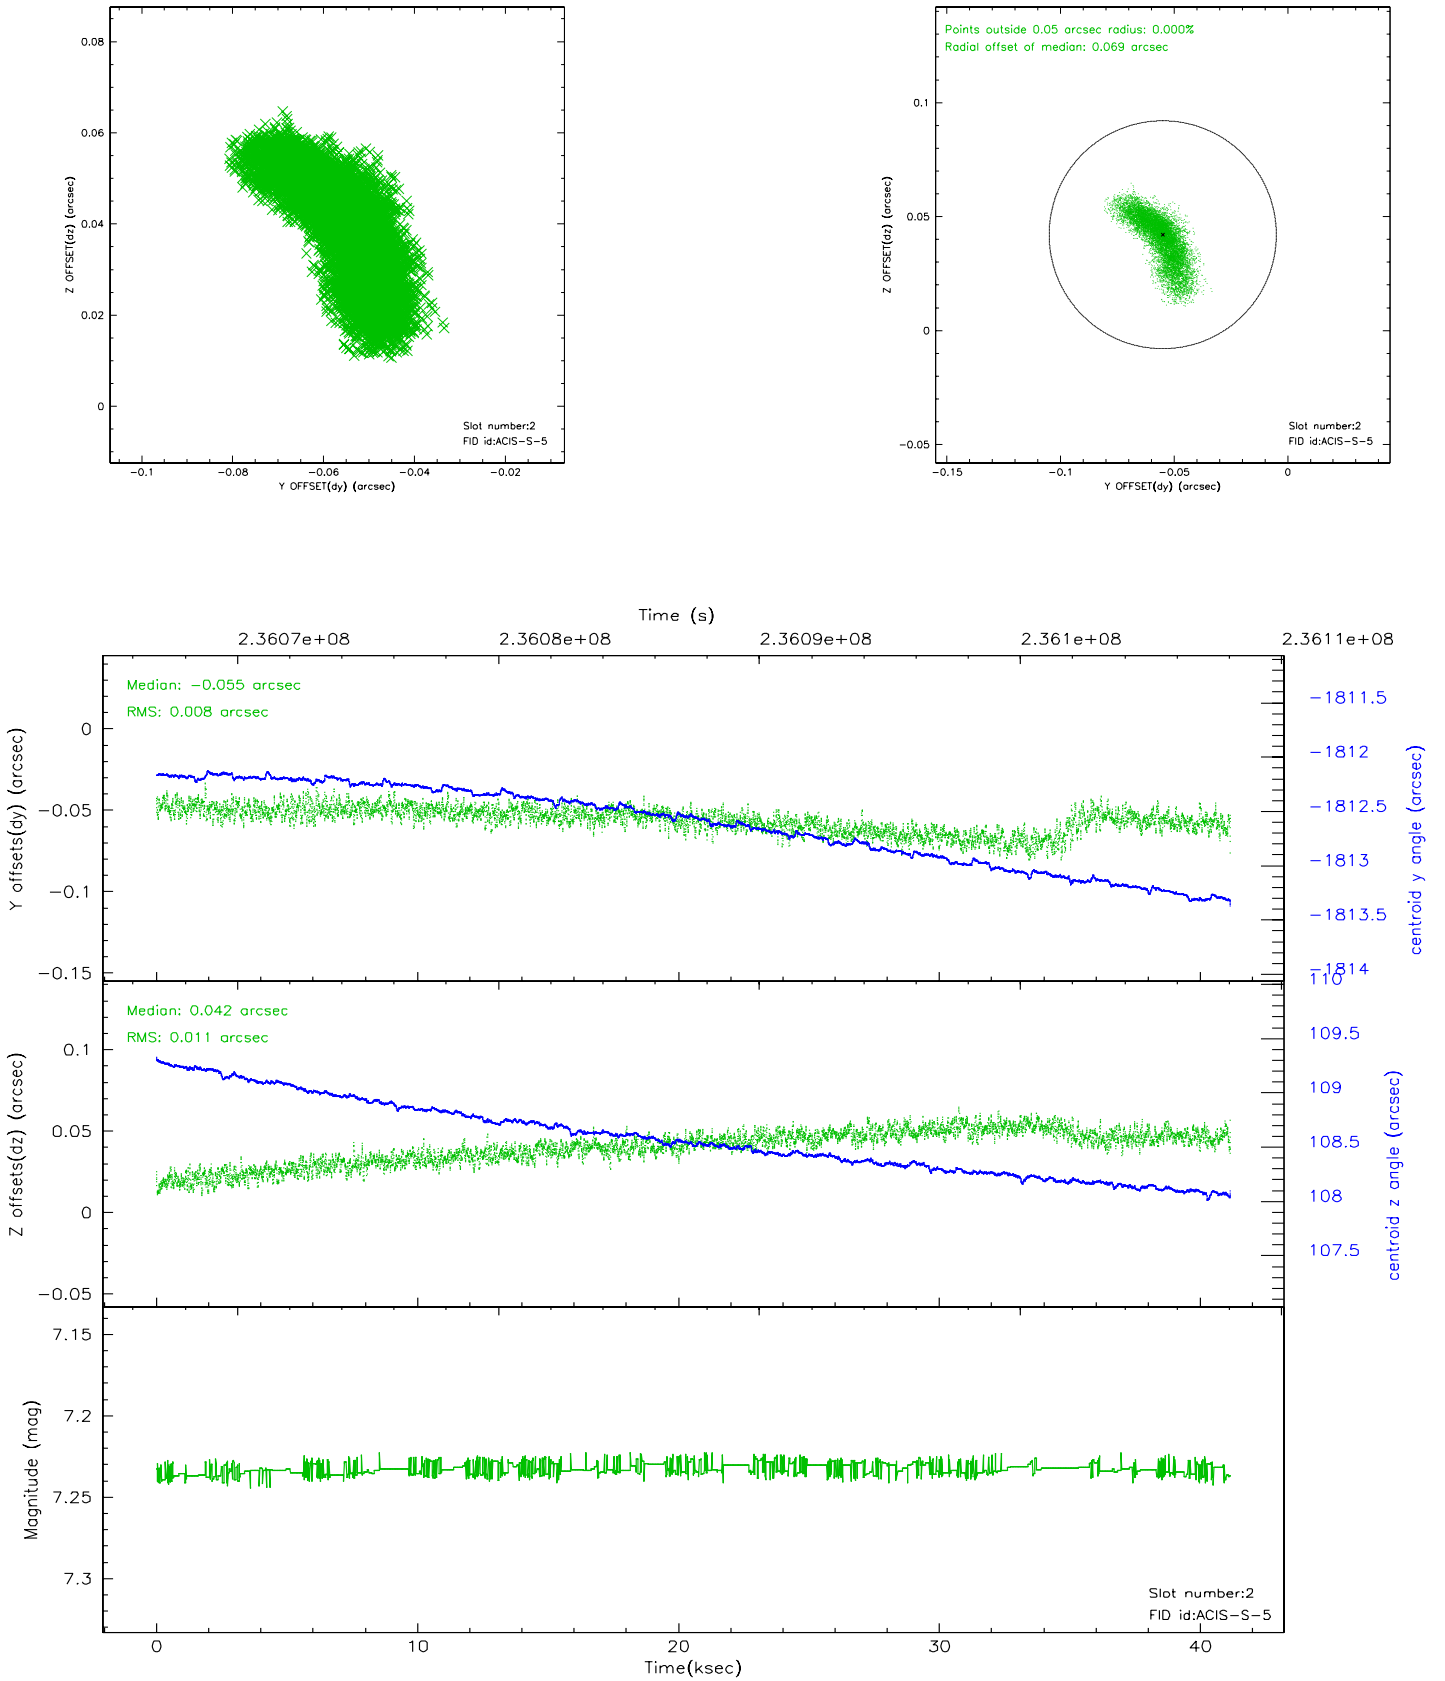 0.08
0.06
0.04
0.02
0
Z OFFSET(dz) (arcsec)
Slot number:2
FID id:ACIS-S-5
-0.1
-0.08
-0.06
-0.04
-0.02
Y OFFSET(dy) (arcsec)
Points outside 0.05 arcsec radius: 0.000%
Radial offset of median: 0.069 arcsec
0.1
0.05
0
-0.05
Z OFFSET(dz) (arcsec)
Slot number:2
FID id:ACIS-S-5
-0.15
-0.1
-0.05
0
Y OFFSET(dy) (arcsec)
Time (s)
2.3607e+08
2.3608e+08
2.3609e+08
2.361e+08
2.3611e+08
Median: -0.055 arcsec
RMS: 0.008 arcsec
0
-0.05
-0.1
-0.15
Y offsets(dy) (arcsec)
-1811.5
-1812
-1812.5
-1813
-1813.5
-1814
centroid y angle (arcsec)
Median: 0.042 arcsec
RMS: 0.011 arcsec
0.1
0.05
0
-0.05
Z offsets(dz) (arcsec)
110
109.5
109
108.5
108
107.5
centroid z angle (arcsec)
7.15
7.2
7.25
7.3
Magnitude (mag)
Slot number:2
FID id:ACIS-S-5
0
10
20
30
40
Time(ksec)